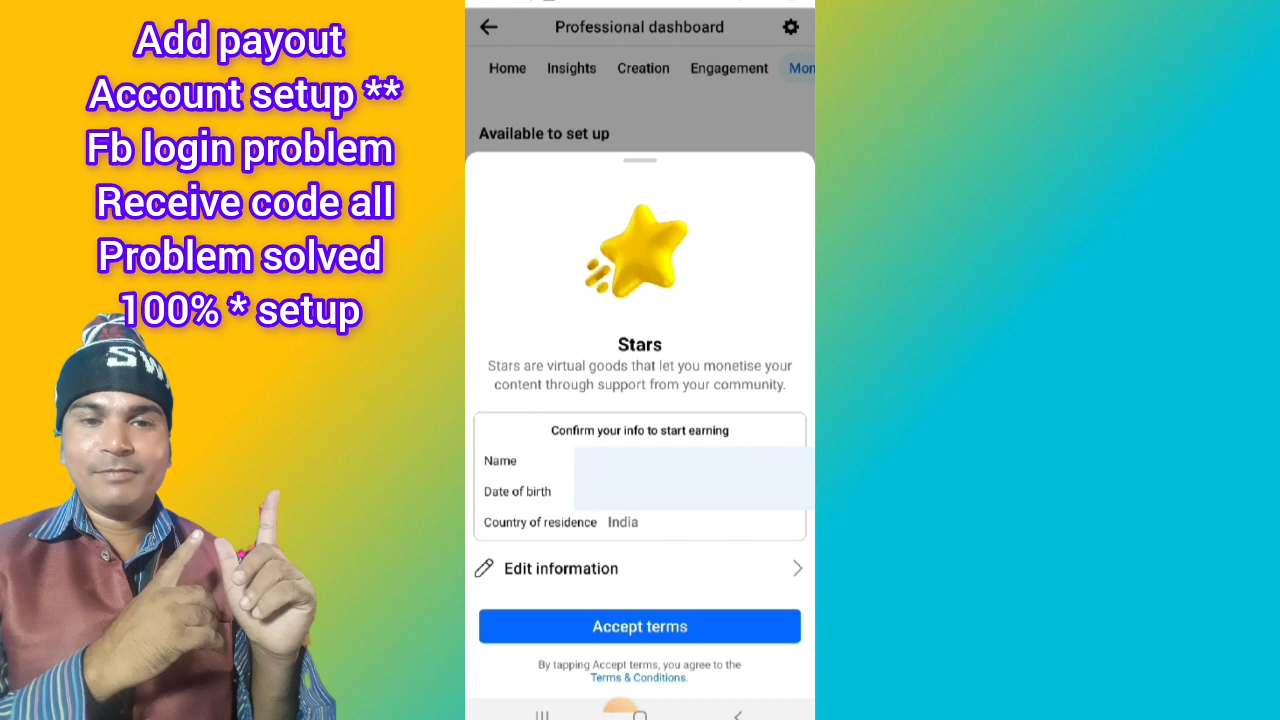 Add payout
Account setup **
Fb login problem
Receive code all
Problem solved
100% * setup
SW
Professional dashboard
Home Insights Creation Engagement Mon
Available to set up
Stars
Stars are virtual goods that let you monetise your
content through support from your community.
Confirm your info to start earning
Name
Date of birth
Country of residence India
Edit information
Accept terms
By tapping Accept terms, you agree to the
Terms & Conditions.